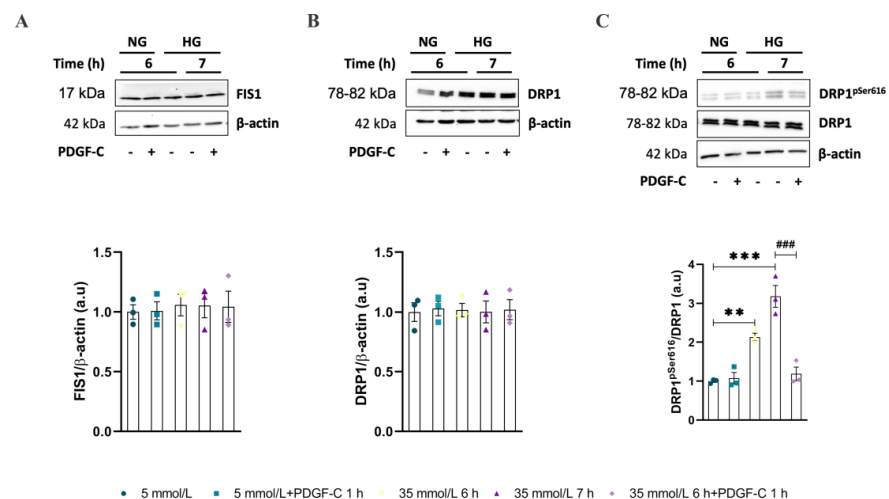 A
NG HG
Time (h) 6 7
17 kDa FIS1
42 kDa β-actin
PDGF-C - + - - +
1.5
1.0
0.5
0.0
FIS1/β-actin (a.u)
B
NG HG
Time (h) 6 7
78-82 kDa DRP1
42 kDa β-actin
PDGF-C - + - - +
1.5
1.0
0.5
0.0
DRP1/β-actin (a.u)
C
NG HG
Time (h) 6 7
78-82 kDa DRP1pSer616
78-82 kDa DRP1
42 kDa β-actin
PDGF-C - + - - +
4
3
2
1
0
DRP1pSer616/DRP1 (a.u)
###
***
**
5 mmol/L 5 mmol/L+PDGF-C 1 h 35 mmol/L 6 h 35 mmol/L 7 h 35 mmol/L 6 h+PDGF-C 1 h